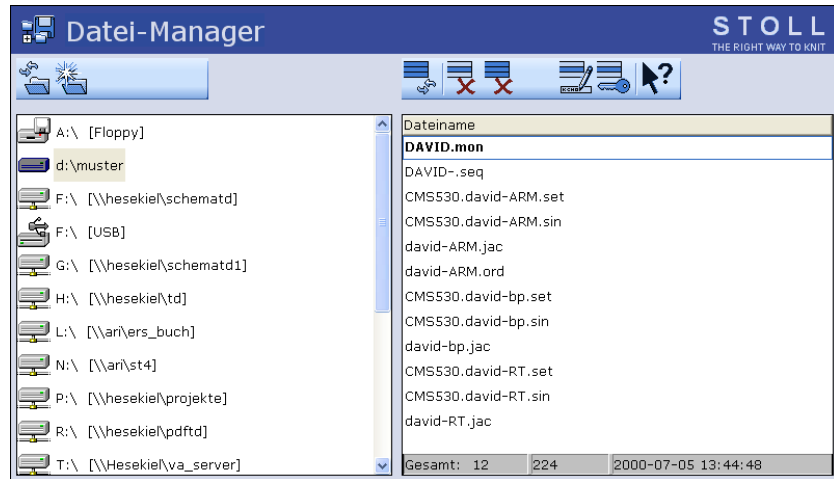 Datei-Manager
STOLL
THE RIGHT WAY TO KNIT
A:\ [Floppy]
d:\muster
F:\ [\\hesekiel\schematd]
F:\ [USB]
G:\ [\\hesekiel\schematd1]
H:\ [\\hesekiel\td]
L:\ [\\ari\ers_buch]
N:\ [\\ari\st4]
P:\ [\\hesekiel\projekte]
R:\ [\\hesekiel\pdftd]
T:\ [\\Hesekiel\va_server]
Dateiname
DAVID.mon
DAVID-.seq
CMS530.david-ARM.set
CMS530.david-ARM.sin
david-ARM.jac
david-ARM.ord
CMS530.david-bp.set
CMS530.david-bp.sin
david-bp.jac
CMS530.david-RT.set
CMS530.david-RT.sin
david-RT.jac
Gesamt: 12 224 2000-07-05 13:44:48